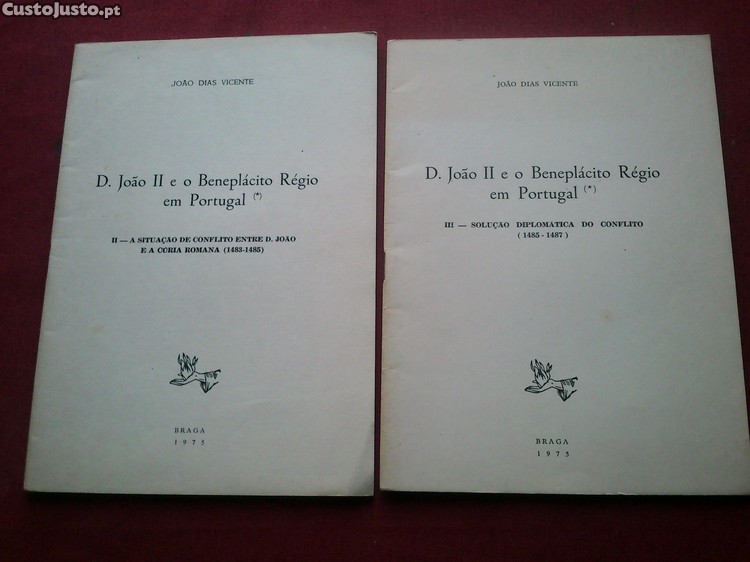 CustoJusto.pt
JOÃO DIAS VICENTE
D. João II e o Beneplácito Régio
em Portugal (*)
II — A SITUAÇÃO DE CONFLITO ENTRE D. JOÃO
E A CÚRIA ROMANA (1483-1485)
BRAGA
1975
JOÃO DIAS VICENTE
D. João II e o Beneplácito Régio
em Portugal (*)
III — SOLUÇÃO DIPLOMÁTICA DO CONFLITO
(1485-1487)
BRAGA
1975